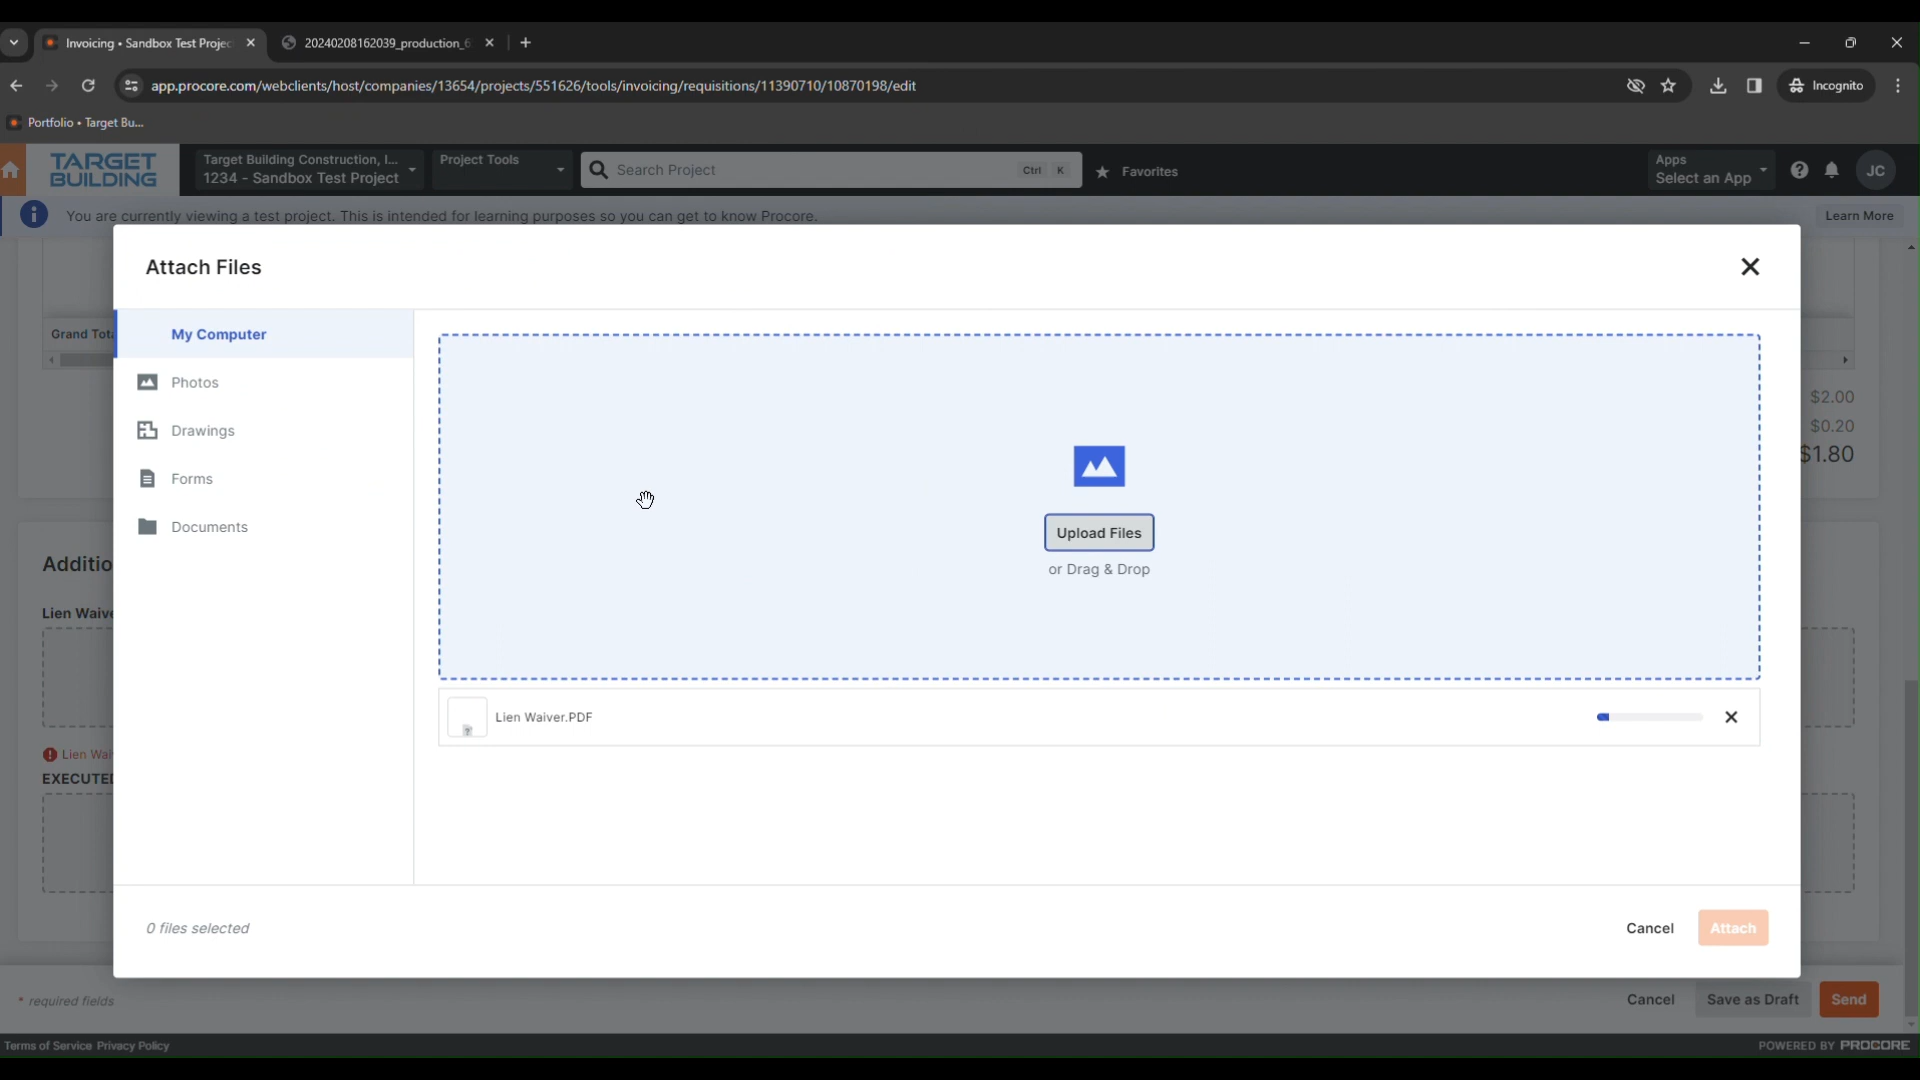 Invoicing • Sandbox Test Projec
20240208162039_production_6
app.procore.com/webclients/host/companies/13654/projects/551626/tools/invoicing/requisitions/11390710/10870198/edit
Incognito
Portfolio • Target Bu...
TARGET
BUILDING
Target Building Construction, I...
1234 - Sandbox Test Project
Project Tools
Search Project
Ctrl K
Favorites
Apps
Select an App
JC
You are currently viewing a test project. This is intended for learning purposes so you can get to know Procore.
Learn More
Attach Files
My Computer
Photos
Drawings
Forms
Documents
Upload Files
or Drag & Drop
Lien Waiver.PDF
0 files selected
Cancel
Attach
Grand Tota
$2.00
$0.20
$1.80
Additio
Lien Waive
Lien Wai
EXECUTED
* required fields
Cancel
Save as Draft
Send
Terms of Service Privacy Policy
POWERED BY PROCORE